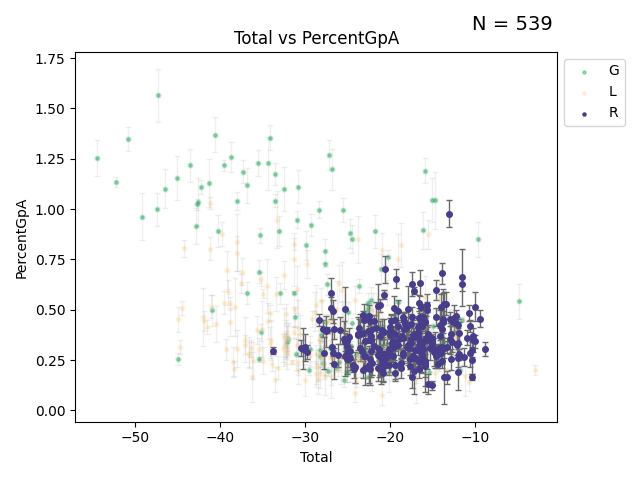 N = 539
Total vs PercentGpA
G
L
R
PercentGpA
1.75
1.50
1.25
1.00
0.75
0.50
0.25
0.00
−50
−40
−30
−20
−10
Total